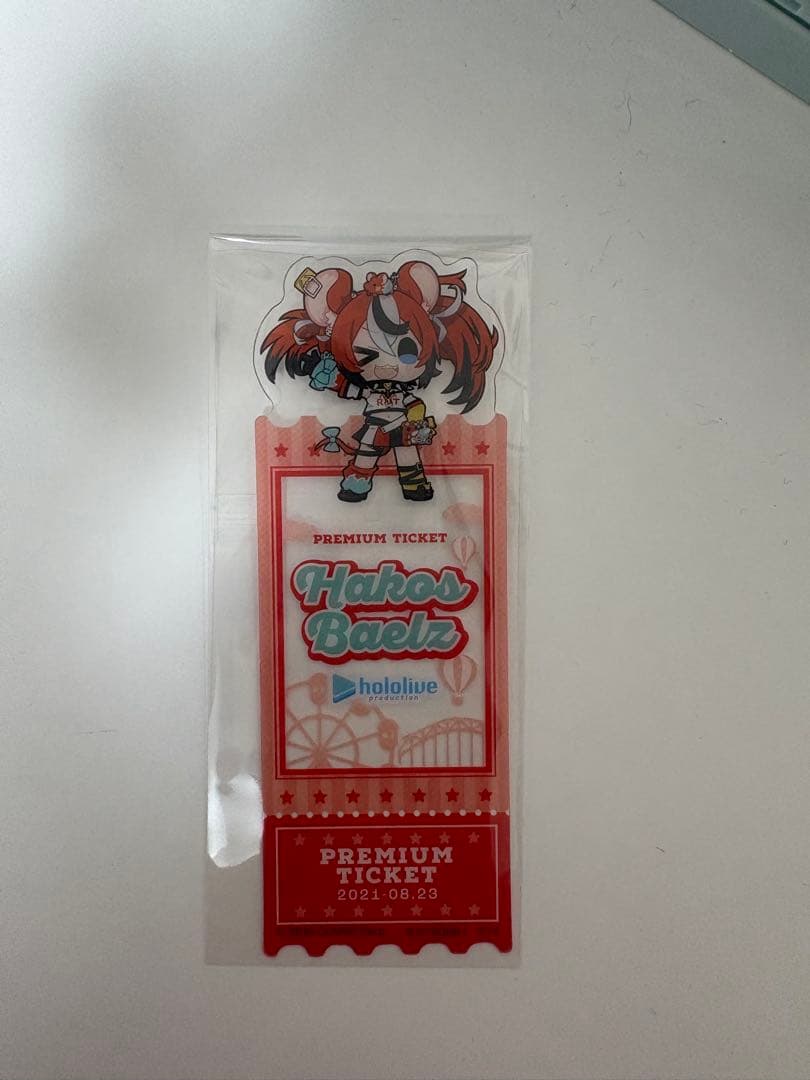 RAT
PREMIUM TICKET
Hakos
Baelz
hololive
production
PREMIUM
TICKET
2021-08.23